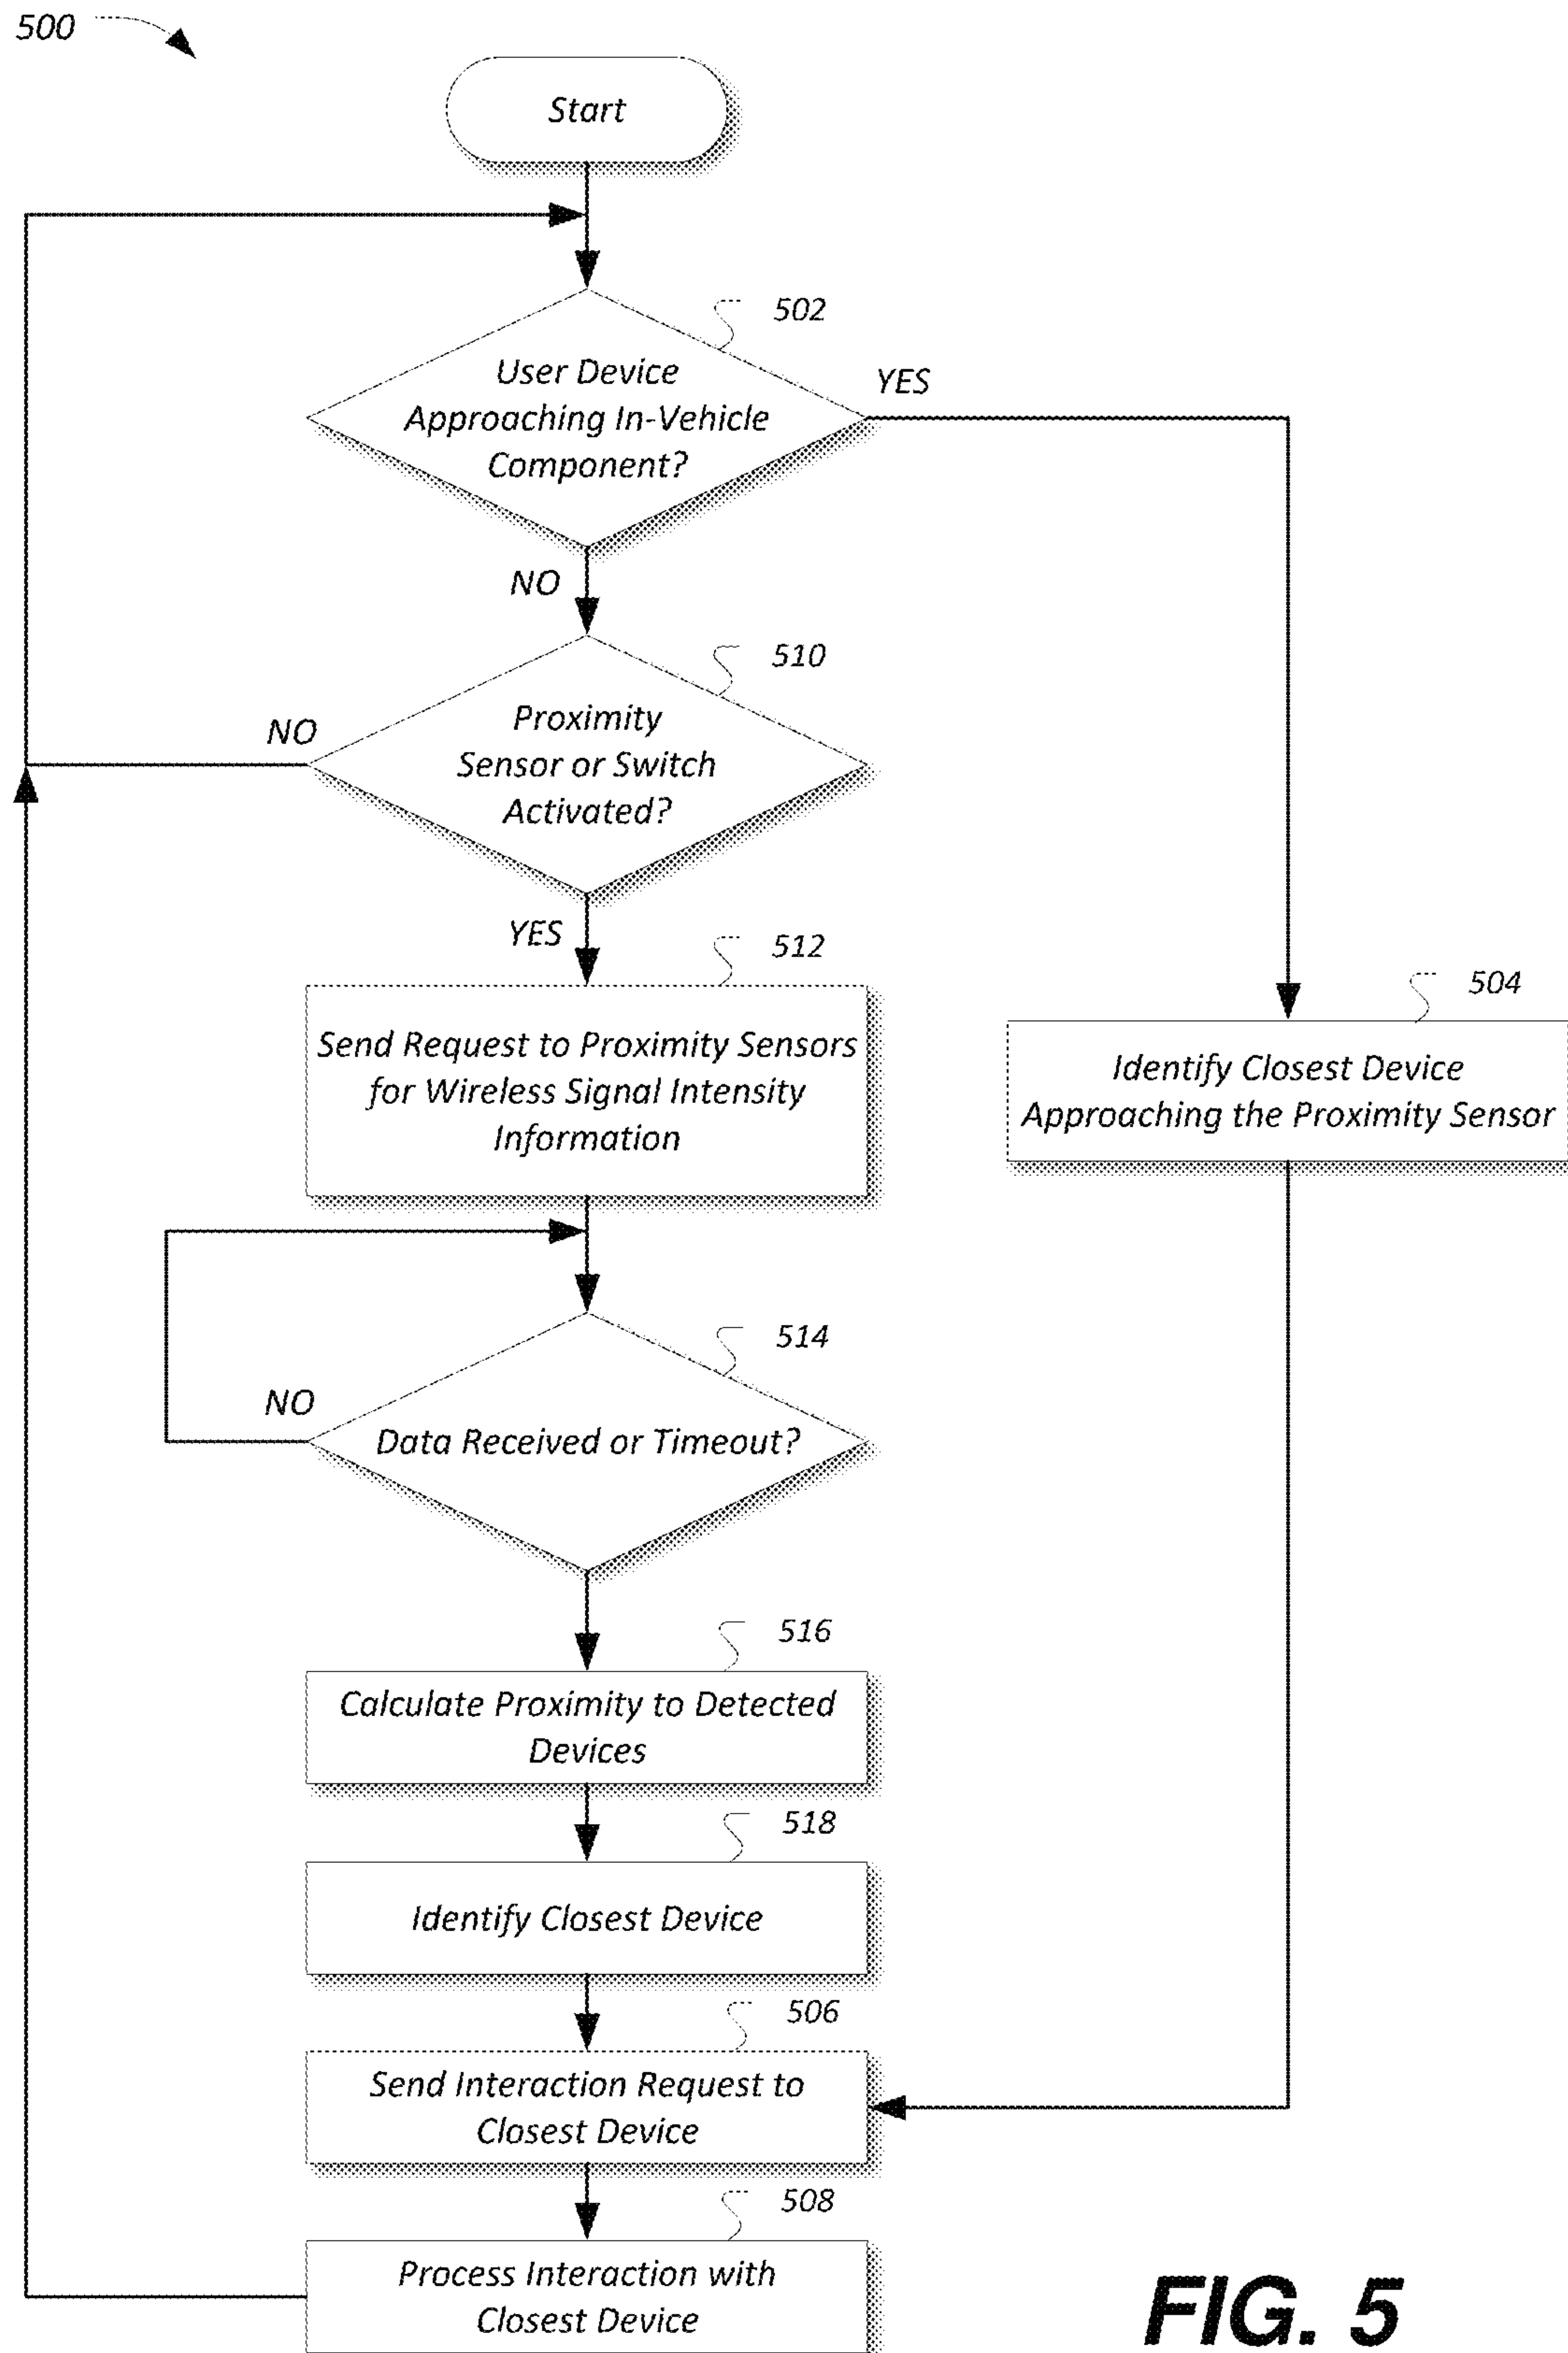 500
Start
502
User Device
Approaching In-Vehicle
Component?
YES
NO
510
Proximity
Sensor or Switch
Activated?
NO
YES
512
Send Request to Proximity Sensors
for Wireless Signal Intensity
Information
504
Identify Closest Device
Approaching the Proximity Sensor
514
NO
Data Received or Timeout?
516
Calculate Proximity to Detected
Devices
518
Identify Closest Device
506
Send Interaction Request to
Closest Device
508
Process Interaction with
Closest Device
FIG. 5